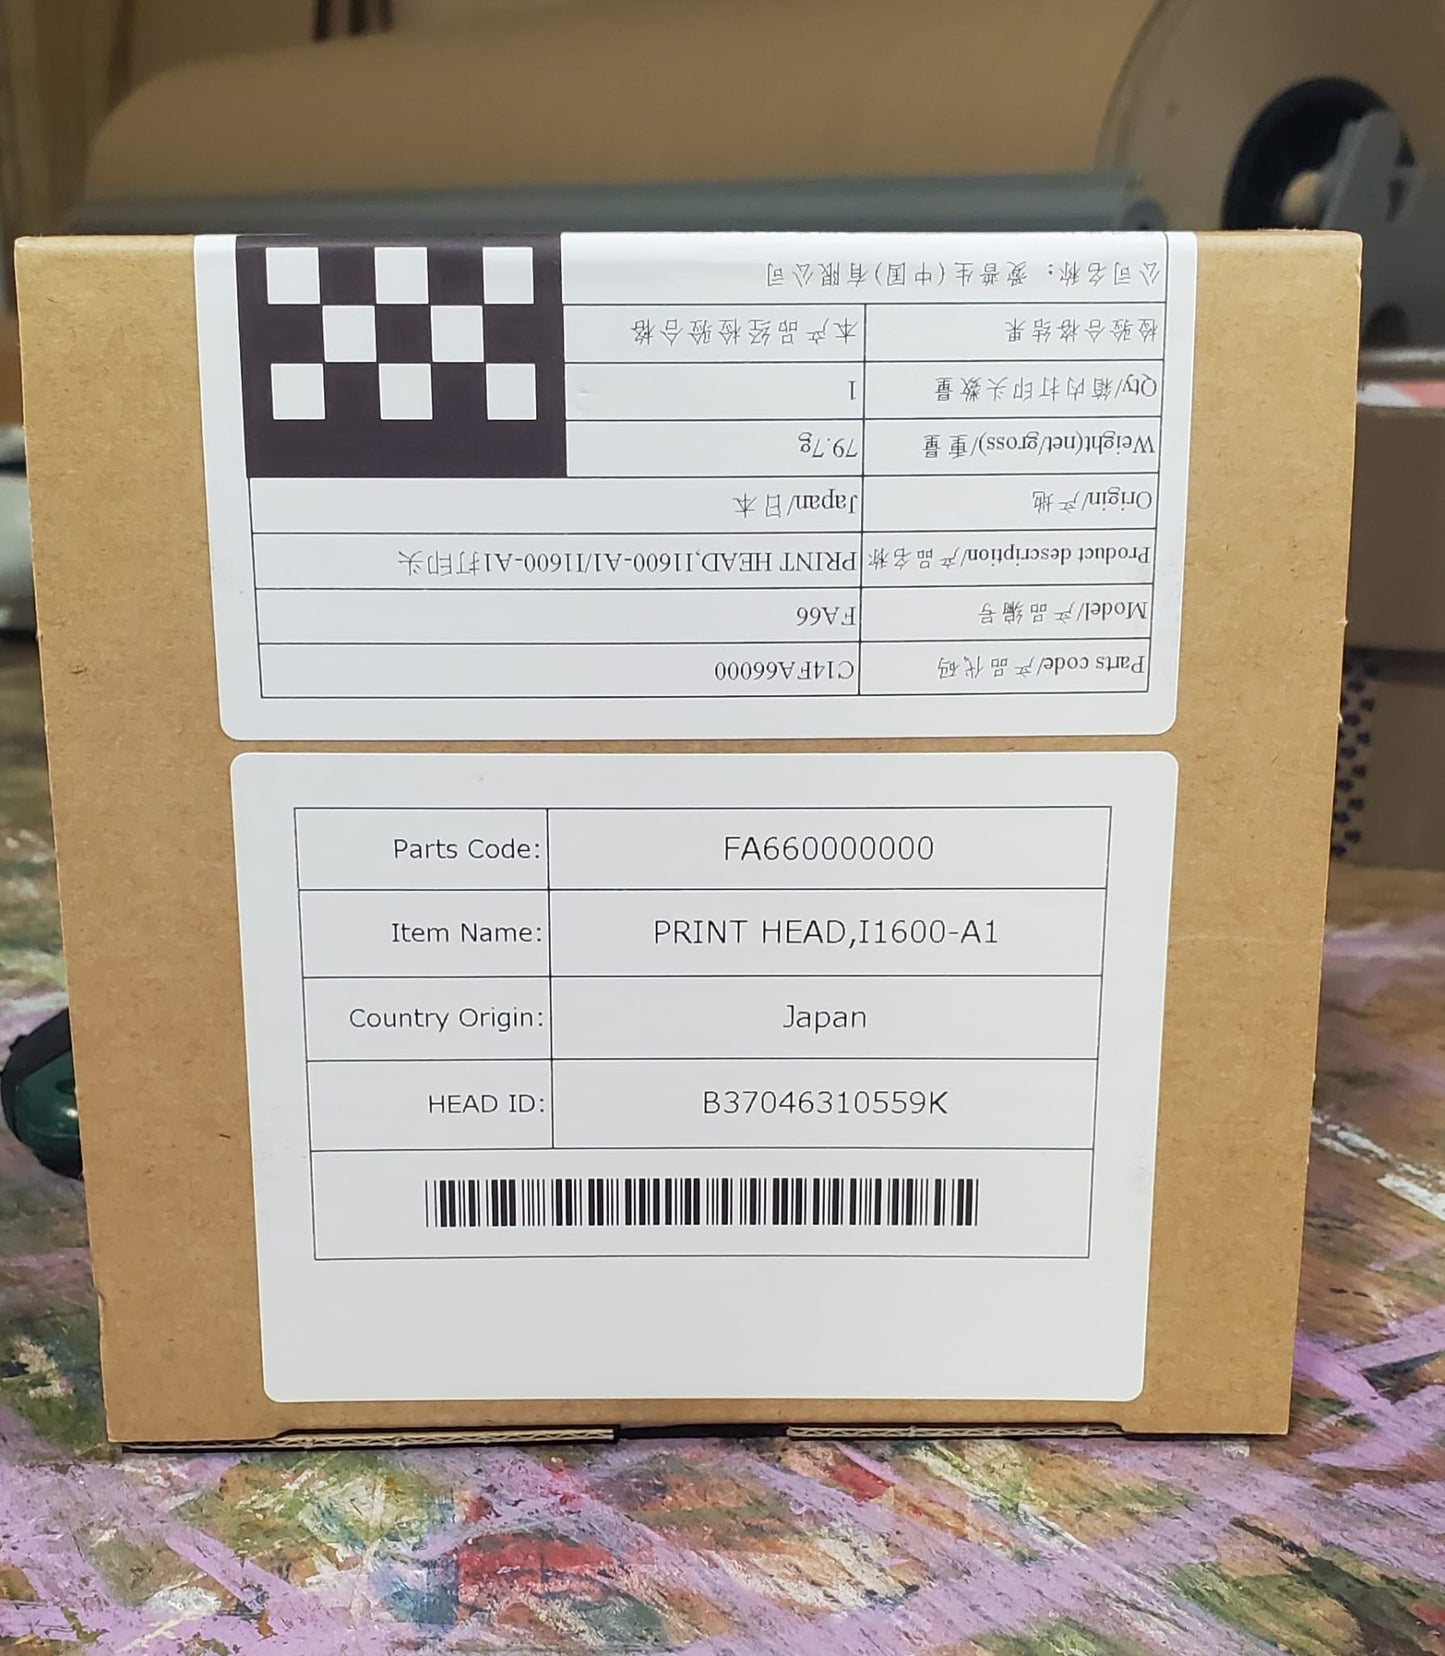 公司名称：爱普生(中国)有限公司
检验合格结果 本产品经检验合格
Qty/箱内打印头数量 1
Weight(net/gross)/重量 79.7g
Origin/产地 Japan/日本
Product description/产品名称 PRINT HEAD,I1600-A1/I1600-A1打印头
Model/产品编号 FA66
Parts code/产品代码 C14FA66000
Parts Code: FA660000000
Item Name: PRINT HEAD,I1600-A1
Country Origin: Japan
HEAD ID: B37046310559K